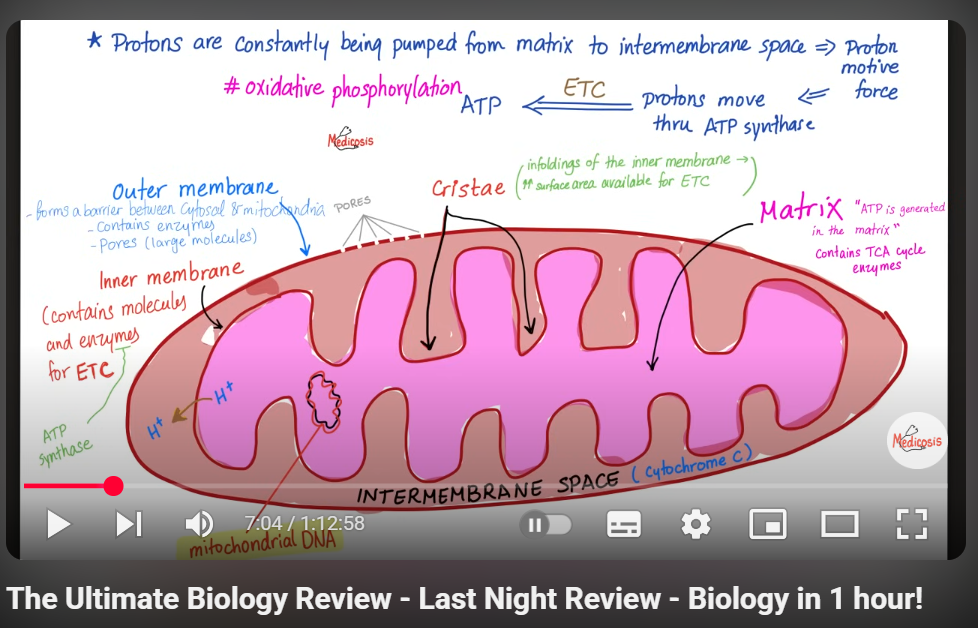 * Protons are constantly being pumped from matrix to intermembrane space ⇒ Proton
motive
force
# oxidative phosphorylation
ATP
ETC
protons move
thru ATP synthase
Medicosis
Outer membrane
- forms a barrier between Cytosol & mitochondria
- Contains enzymes
- Pores (large molecules)
PORES
Cristae
(infoldings of the inner membrane →)
↑↑ surface area available for ETC
Matrix "ATP is generated
in the matrix"
contains TCA cycle
enzymes
Inner membrane
(contains molecules
and enzymes
for ETC
ATP
synthase
H⁺
H⁺
Medicosis
INTERMEMBRANE SPACE (Cytochrome C)
7:04 / 1:12:58
mitochondrial DNA
The Ultimate Biology Review - Last Night Review - Biology in 1 hour!